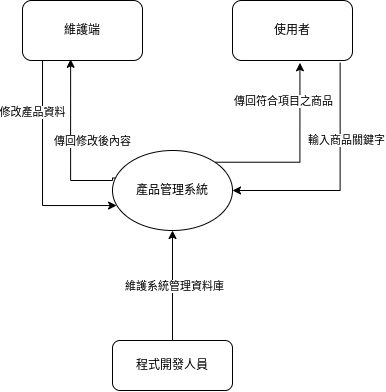 維護端
使用者
修改產品資料
傳回符合項目之商品
傳回修改後內容
輸入商品關鍵字
產品管理系統
維護系統管理資料庫
程式開發人員